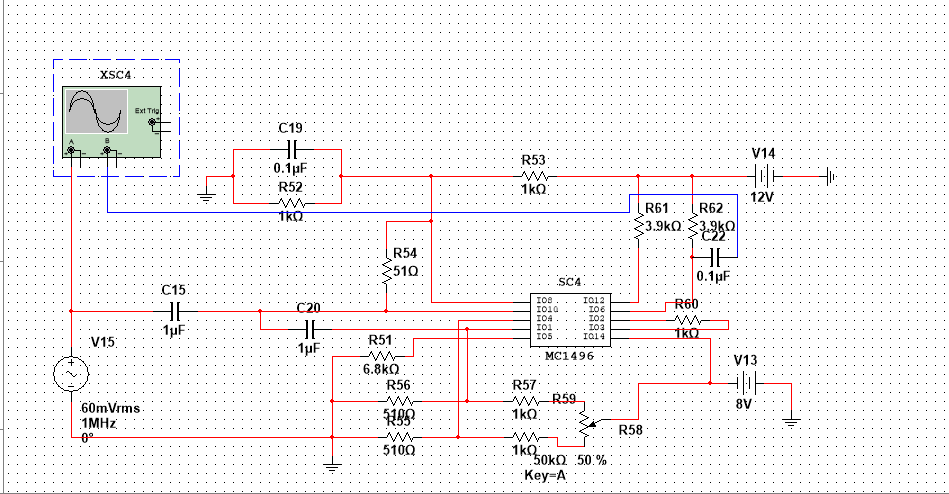 XSC4
Ext Trig
+
A
B
C19
0.1µF
R52
1kΩ
R53
1kΩ
V14
12V
R61
3.9kΩ
R62
3.9kΩ
C22
0.1µF
R54
51Ω
SC4
IO8
IO10
IO4
IO1
IO5
IO12
IO6
IO2
IO3
IO14
MC1496
R60
1kΩ
C15
1µF
C20
1µF
V15
60mVrms
1MHz
0°
R51
6.8kΩ
R56
510Ω
R55
510Ω
R57
1kΩ
R59
1kΩ
R58
50kΩ 50 %
Key=A
V13
8V